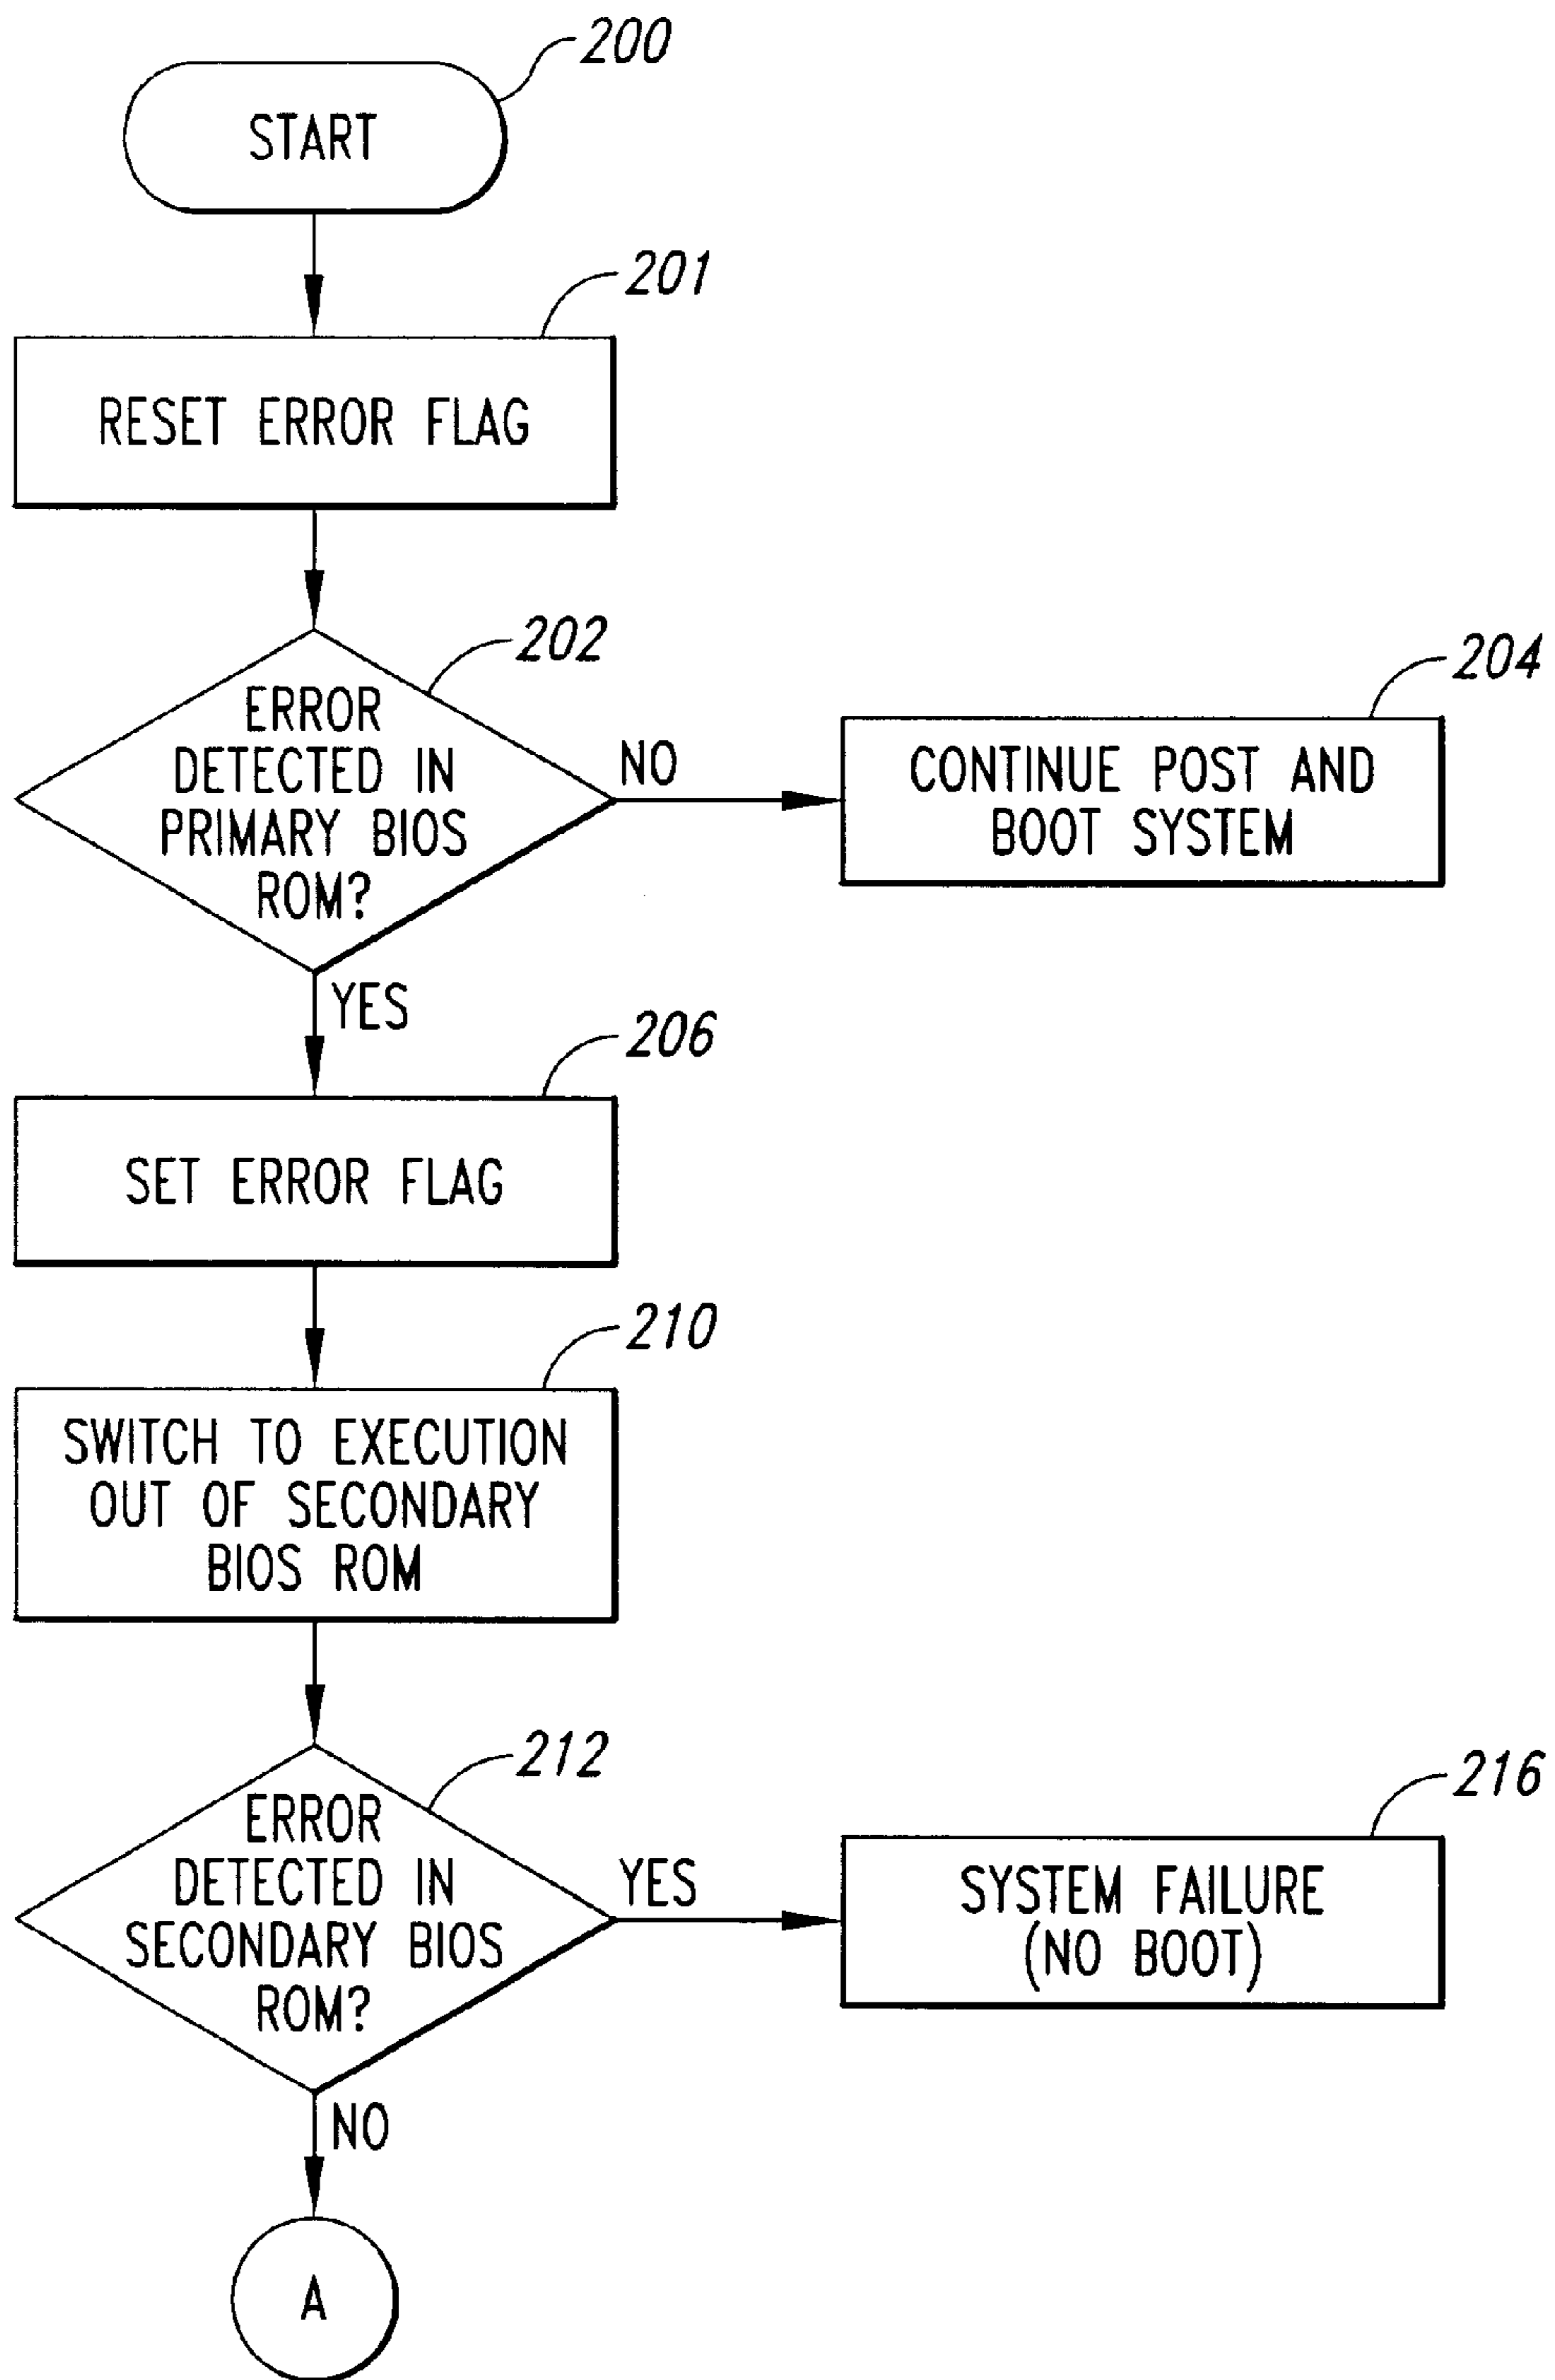 200
START
201
RESET ERROR FLAG
202
ERROR
DETECTED IN
PRIMARY BIOS
ROM?
NO
204
CONTINUE POST AND
BOOT SYSTEM
YES
206
SET ERROR FLAG
210
SWITCH TO EXECUTION
OUT OF SECONDARY
BIOS ROM
212
ERROR
DETECTED IN
SECONDARY BIOS
ROM?
YES
216
SYSTEM FAILURE
(NO BOOT)
NO
A